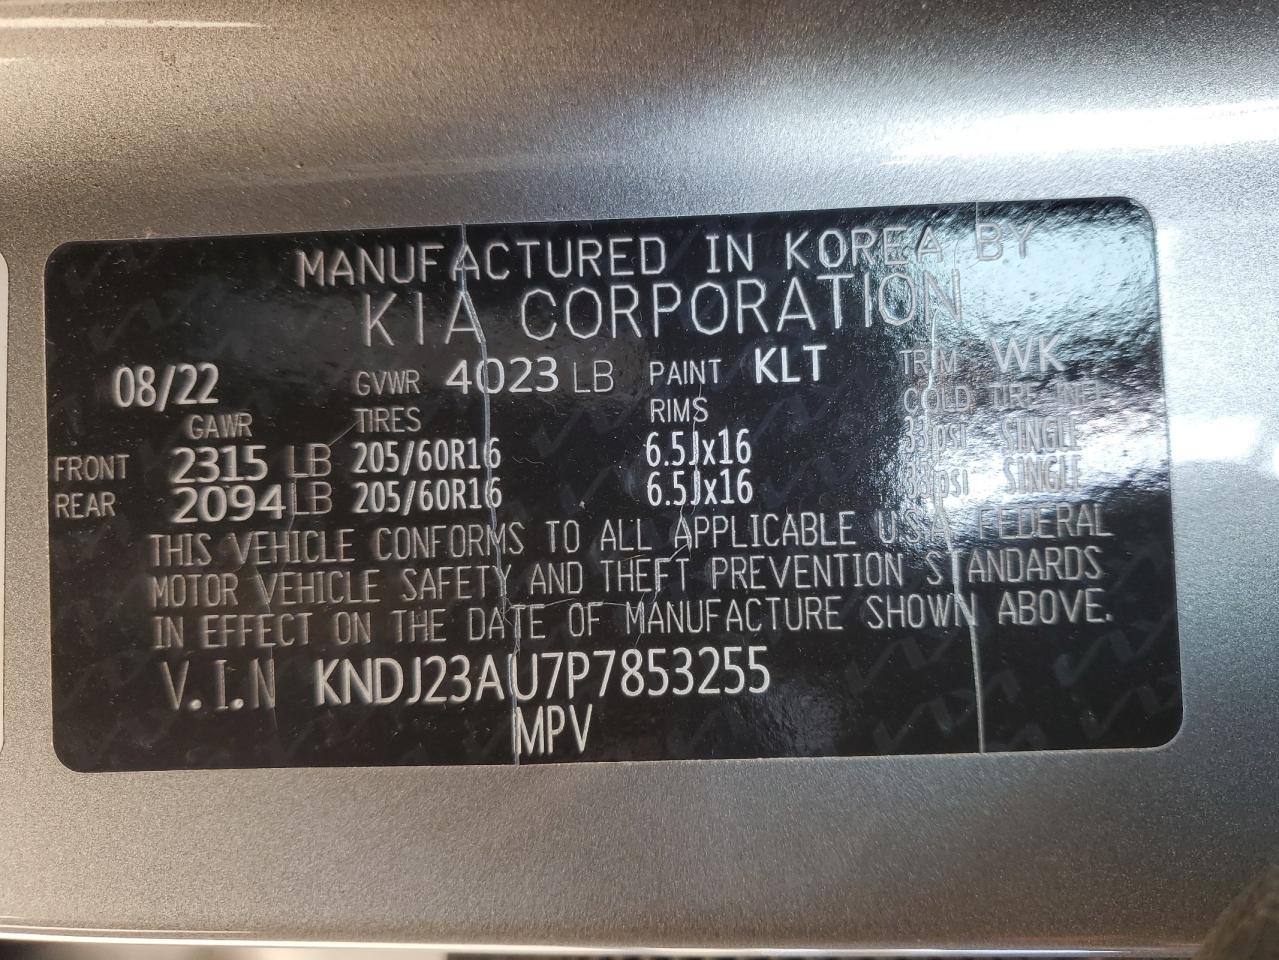 MANUFACTURED IN KOREA BY
KIA CORPORATION
08/22 GVWR 4023 LB PAINT KLT TRIM WK
GAWR TIRES RIMS COLD TIRE INFL
FRONT 2315 LB 205/60R16 6.5Jx16 33psi SINGLE
REAR 2094 LB 205/60R16 6.5Jx16 33psi SINGLE
THIS VEHICLE CONFORMS TO ALL APPLICABLE U.S.A FEDERAL
MOTOR VEHICLE SAFETY AND THEFT PREVENTION STANDARDS
IN EFFECT ON THE DATE OF MANUFACTURE SHOWN ABOVE.
V.I.N KNDJ23AU7P7853255
MPV